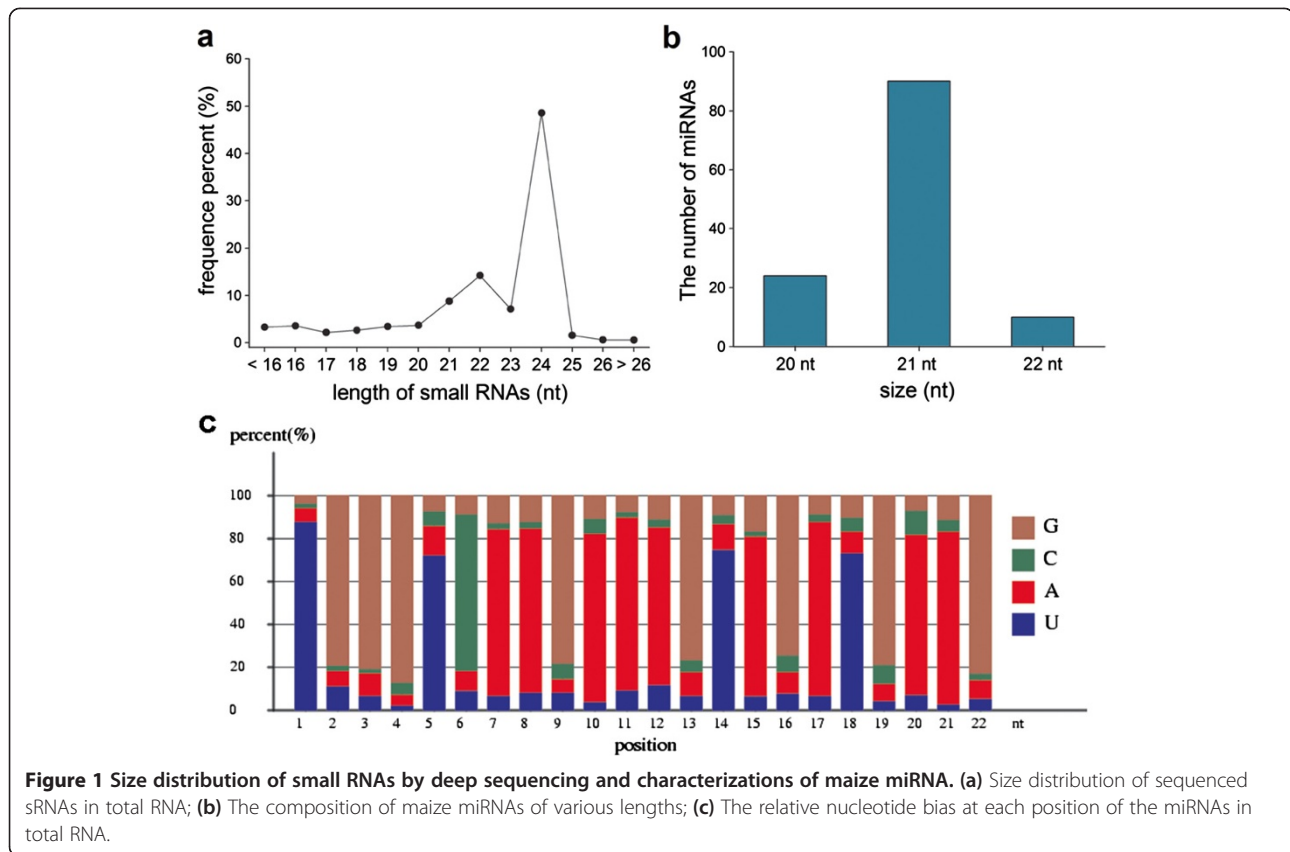 a
60
50
40
30
20
10
0
frequence percent (%)
< 16 16 17 18 19 20 21 22 23 24 25 26 > 26
length of small RNAs (nt)
b
100
80
60
40
20
0
The number of miRNAs
20 nt 21 nt 22 nt
size (nt)
c
percent(%)
100
80
60
40
20
0
G
C
A
U
1 2 3 4 5 6 7 8 9 10 11 12 13 14 15 16 17 18 19 20 21 22 nt
position
Figure 1 Size distribution of small RNAs by deep sequencing and characterizations of maize miRNA. (a) Size distribution of sequenced
sRNAs in total RNA; (b) The composition of maize miRNAs of various lengths; (c) The relative nucleotide bias at each position of the miRNAs in
total RNA.